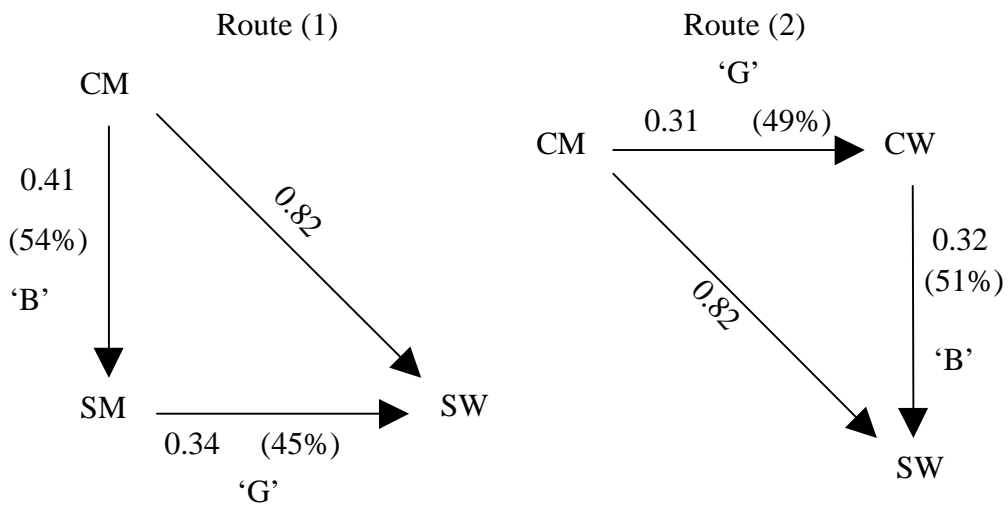 Route (1)
CM
0.41
(54%)
‘B’
0.82
SM
SW
0.34 (45%)
‘G’
Route (2)
‘G’
0.31 (49%)
CM
CW
0.32
(51%)
0.82
‘B’
SW